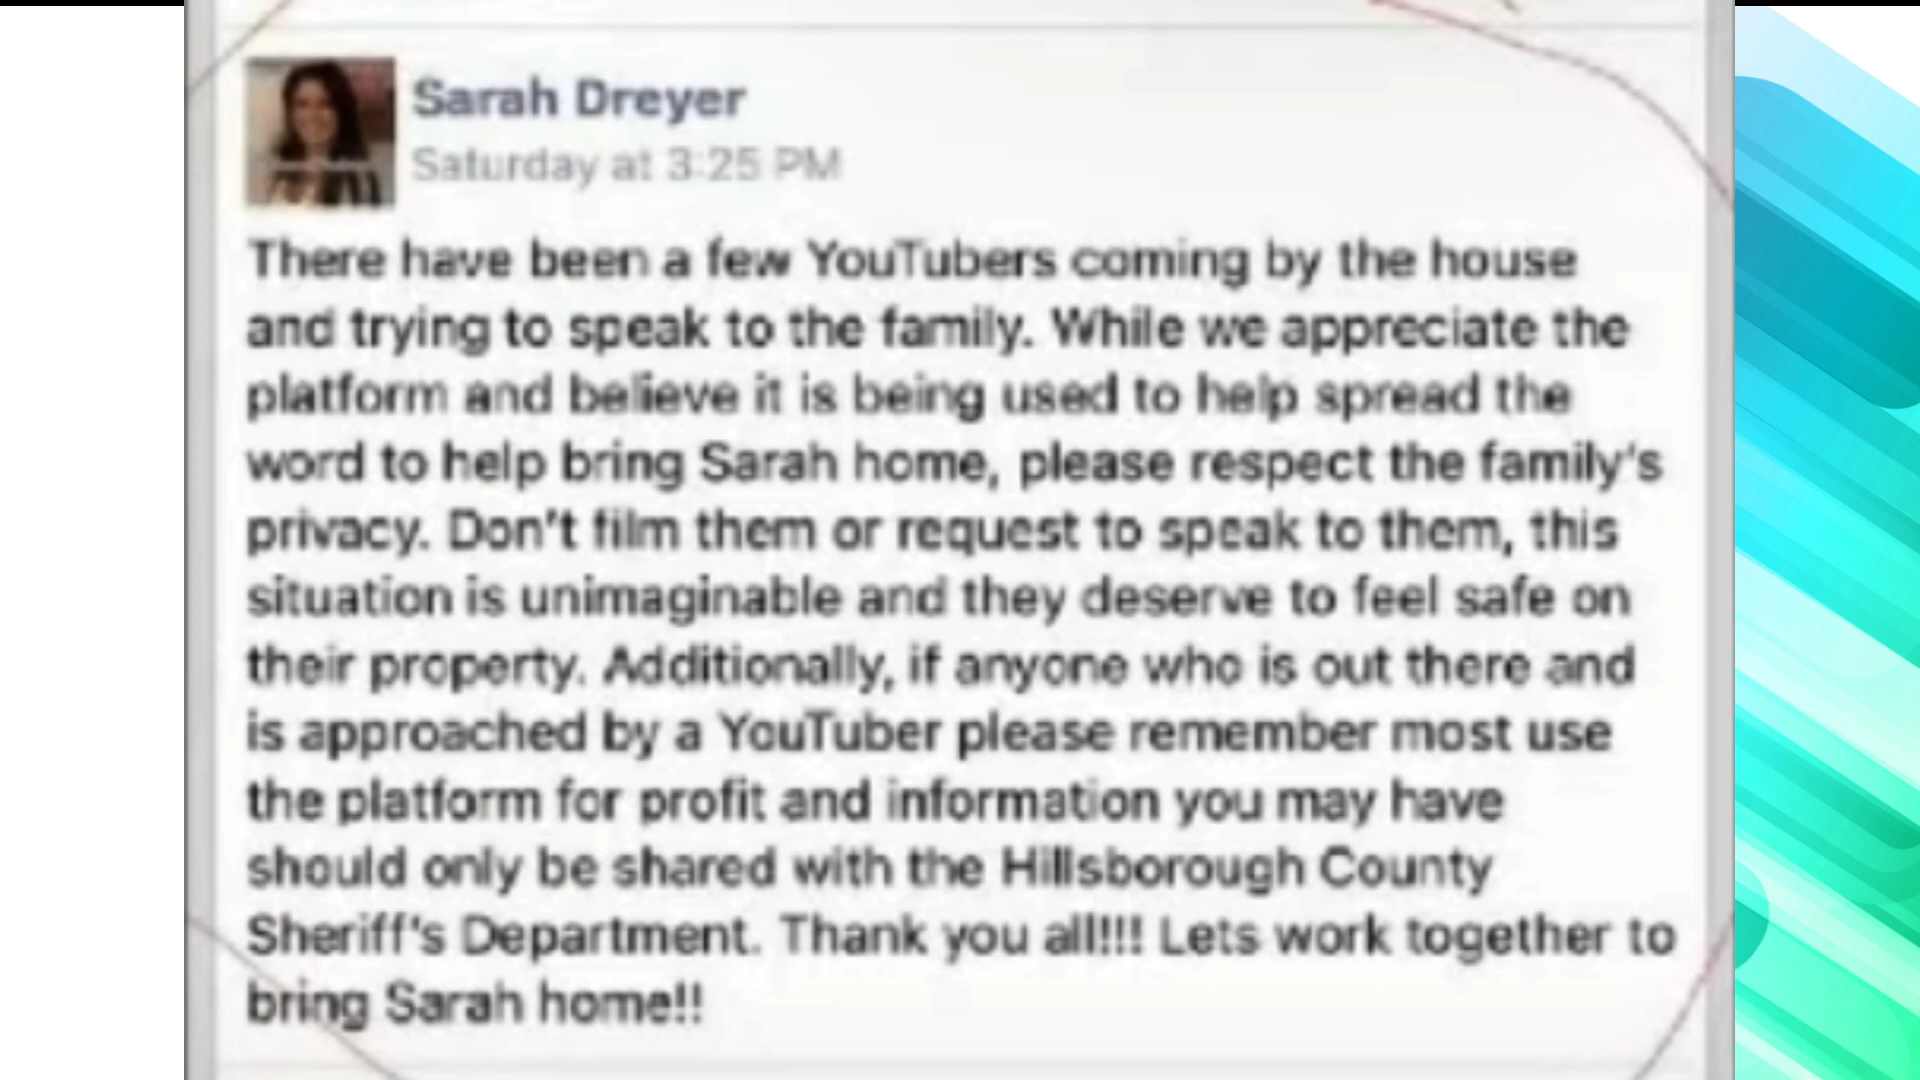 Sarah Dreyer
Saturday at 3:25 PM
There have been a few YouTubers coming by the house
and trying to speak to the family. While we appreciate the
platform and believe it is being used to help spread the
word to help bring Sarah home, please respect the family's
privacy. Don't film them or request to speak to them, this
situation is unimaginable and they deserve to feel safe on
their property. Additionally, if anyone who is out there and
is approached by a YouTuber please remember most use
the platform for profit and information you may have
should only be shared with the Hillsborough County
Sheriff's Department. Thank you all!!! Lets work together to
bring Sarah home!!